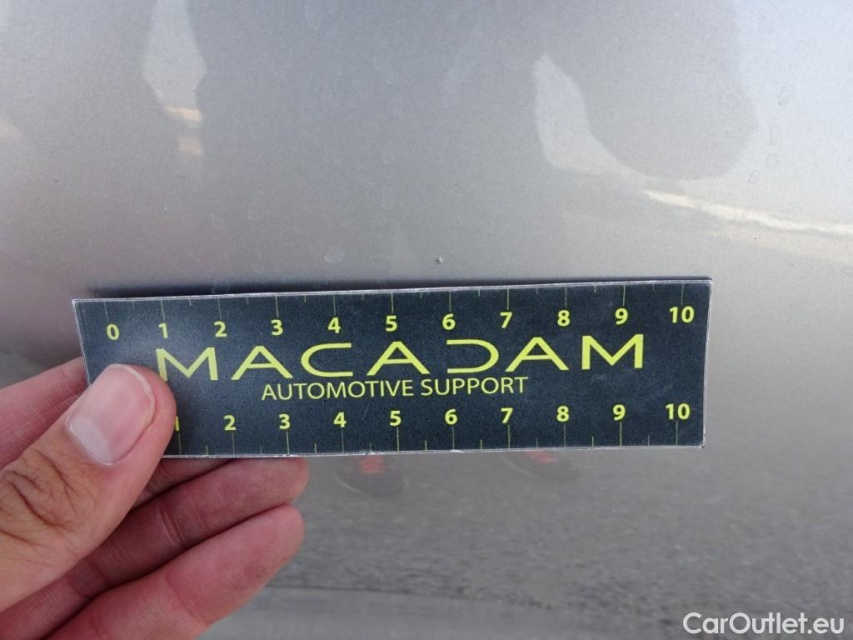 0 1 2 3 4 5 6 7 8 9 10
MACADAM
AUTOMOTIVE SUPPORT
1 2 3 4 5 6 7 8 9 10
CarOutlet.eu